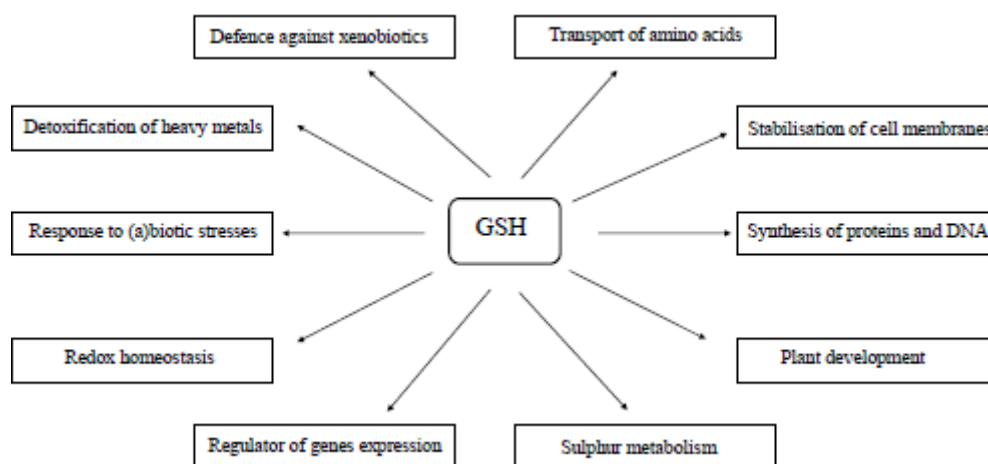 Defence against xenobiotics
Transport of amino acids
Detoxification of heavy metals
Stabilisation of cell membranes
Response to (a)biotic stresses
GSH
Synthesis of proteins and DNA
Redox homeostasis
Plant development
Regulator of genes expression
Sulphur metabolism